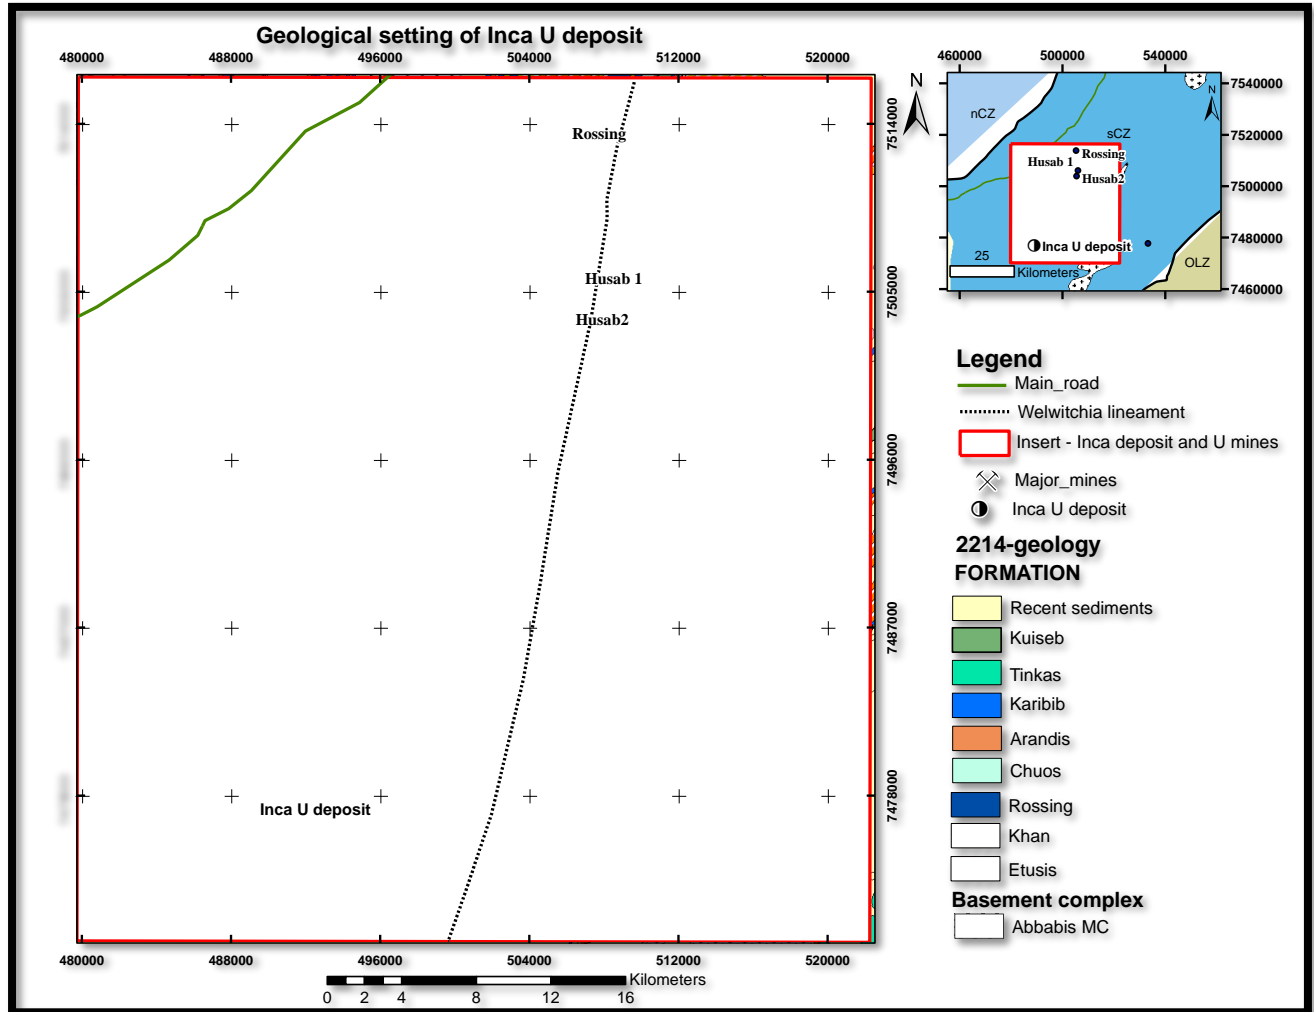 Geological setting of Inca U deposit
480000 488000 496000 504000 512000 520000
N
7514000
7505000
7496000
7487000
7478000
Rossing
Husab 1
Husab2
Inca U deposit
480000 488000 496000 504000 512000 520000
Kilometers
0 2 4 8 12 16
460000 500000 540000
7540000
7520000
7500000
7480000
7460000
N
nCZ
sCZ
Rossing
Husab 1
Husab2
Inca U deposit
25
Kilometers
OLZ
Legend
Main_road
Welwitchia lineament
Insert - Inca deposit and U mines
Major_mines
Inca U deposit
2214-geology
FORMATION
Recent sediments
Kuiseb
Tinkas
Karibib
Arandis
Chuos
Rossing
Khan
Etusis
Basement complex
Abbabis MC